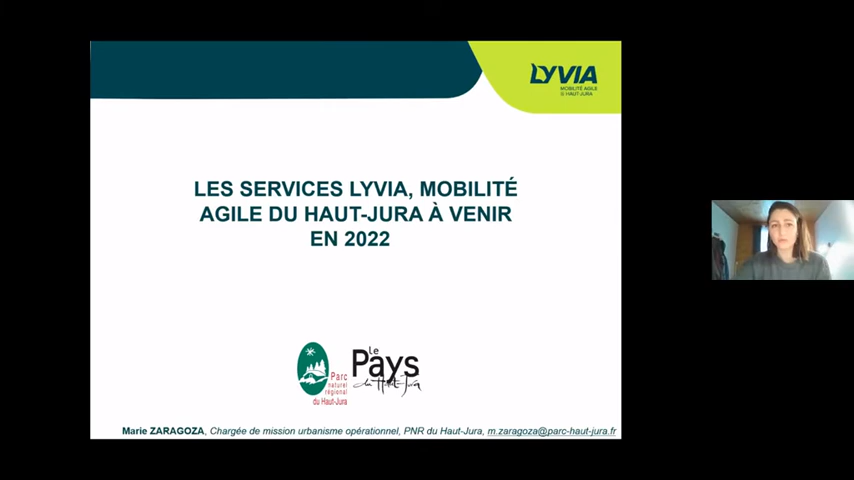 LYVIA
MOBILITÉ AGILE
@ HAUT-JURA
LES SERVICES LYVIA, MOBILITÉ
AGILE DU HAUT-JURA À VENIR
EN 2022
Parc
naturel
régional
du Haut-Jura
le
Pays
du Haut-Jura
Marie ZARAGOZA, Chargée de mission urbanisme opérationnel, PNR du Haut-Jura, m.zaragoza@parc-haut-jura.fr